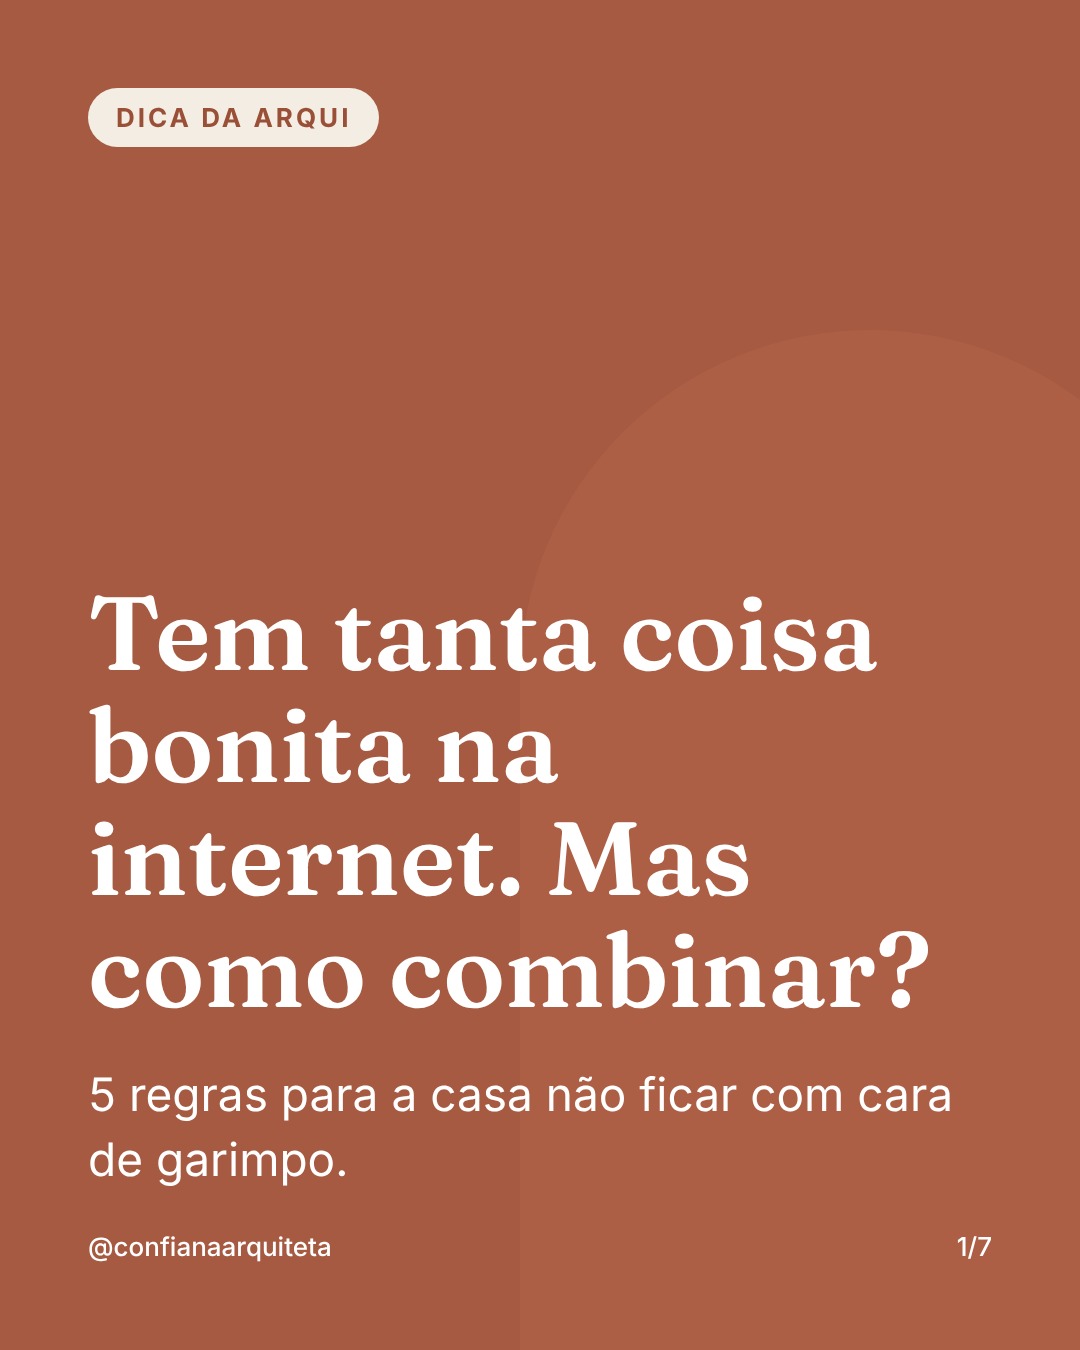 DICA DA ARQUI
Tem tanta coisa
bonita na
internet. Mas
como combinar?
5 regras para a casa não ficar com cara
de garimpo.
@confianaarquiteta
1/7